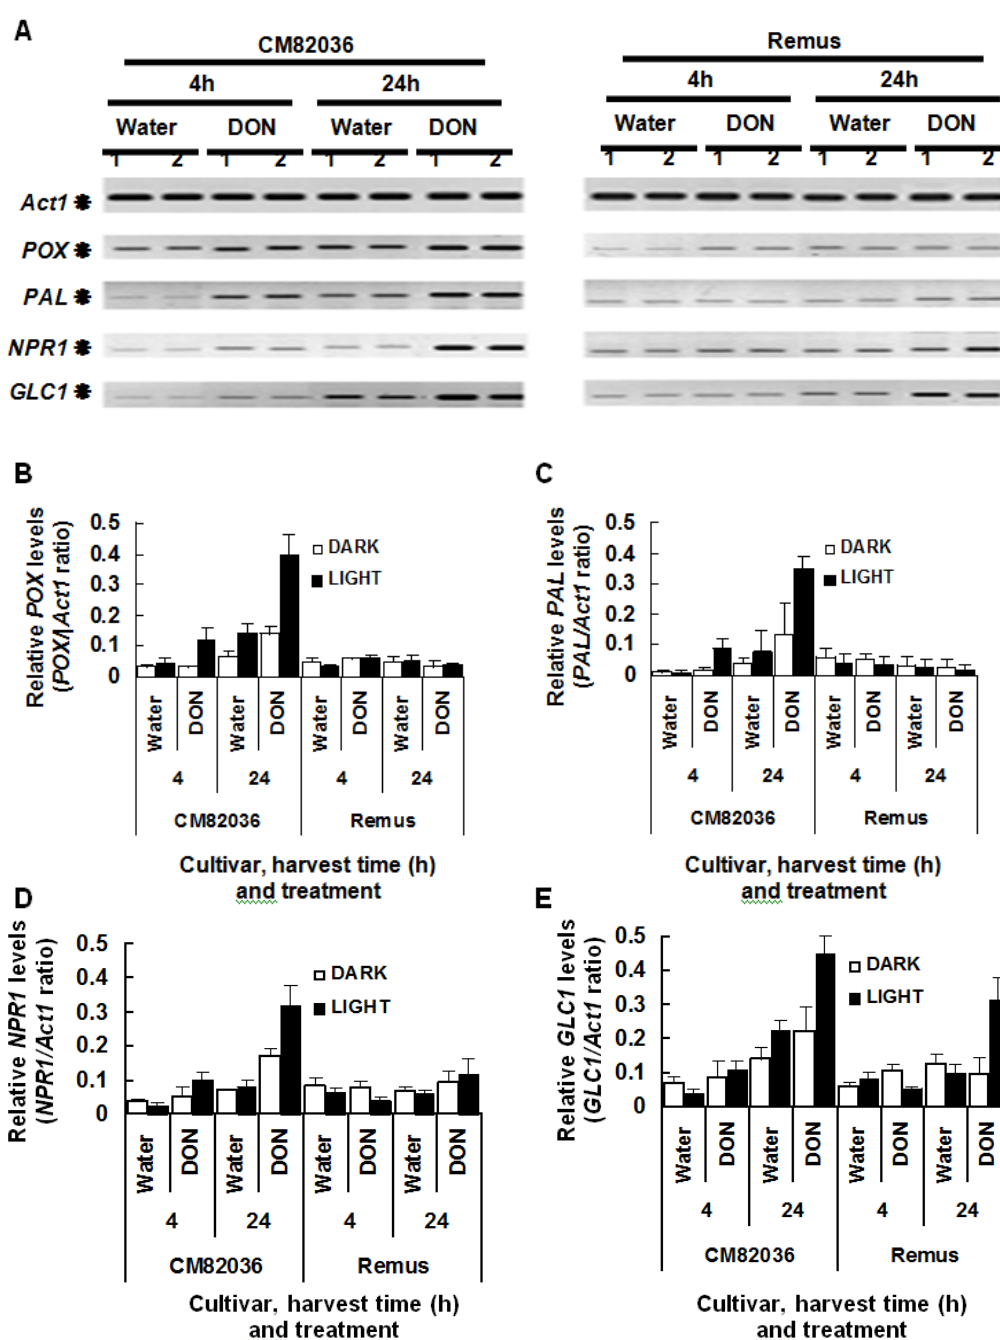 A
CM82036
Remus
4h
24h
4h
24h
Water
DON
Water
DON
Water
DON
Water
DON
1 2 1 2 1 2 1 2
1 2 1 2 1 2 1 2
Act1 *
POX *
PAL *
NPR1 *
GLC1 *
B
Relative POX levels
(POX/Act1 ratio)
0.5
0.4
0.3
0.2
0.1
0
DARK
LIGHT
Water DON Water DON Water DON Water DON
4 24 4 24
CM82036 Remus
Cultivar, harvest time (h)
and treatment
C
Relative PAL levels
(PAL/Act1 ratio)
0.5
0.4
0.3
0.2
0.1
0
DARK
LIGHT
Water DON Water DON Water DON Water DON
4 24 4 24
CM82036 Remus
Cultivar, harvest time (h)
and treatment
D
Relative NPR1 levels
(NPR1/Act1 ratio)
0.5
0.4
0.3
0.2
0.1
0
DARK
LIGHT
Water DON Water DON Water DON Water DON
4 24 4 24
CM82036 Remus
Cultivar, harvest time (h)
and treatment
E
Relative GLC1 levels
(GLC1/Act1 ratio)
0.5
0.4
0.3
0.2
0.1
0
DARK
LIGHT
Water DON Water DON Water DON Water DON
4 24 4 24
CM82036 Remus
Cultivar, harvest time (h)
and treatment